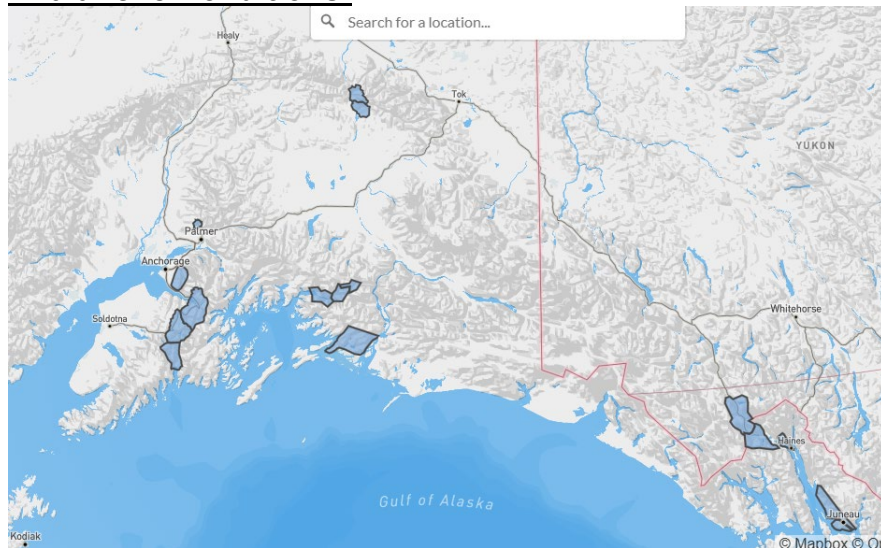 Search for a location...
Healy
Tok
YUKON
Palmer
Anchorage
Soldotna
Whitehorse
Haines
Gulf of Alaska
Juneau
Kodiak
© Mapbox ©